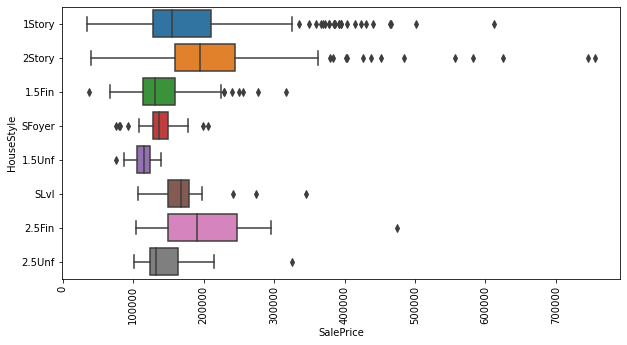 1Story
2Story
1.5Fin
SFoyer
1.5Unf
SLvl
2.5Fin
2.5Unf
HouseStyle
0
100000
200000
300000
400000
500000
600000
700000
SalePrice